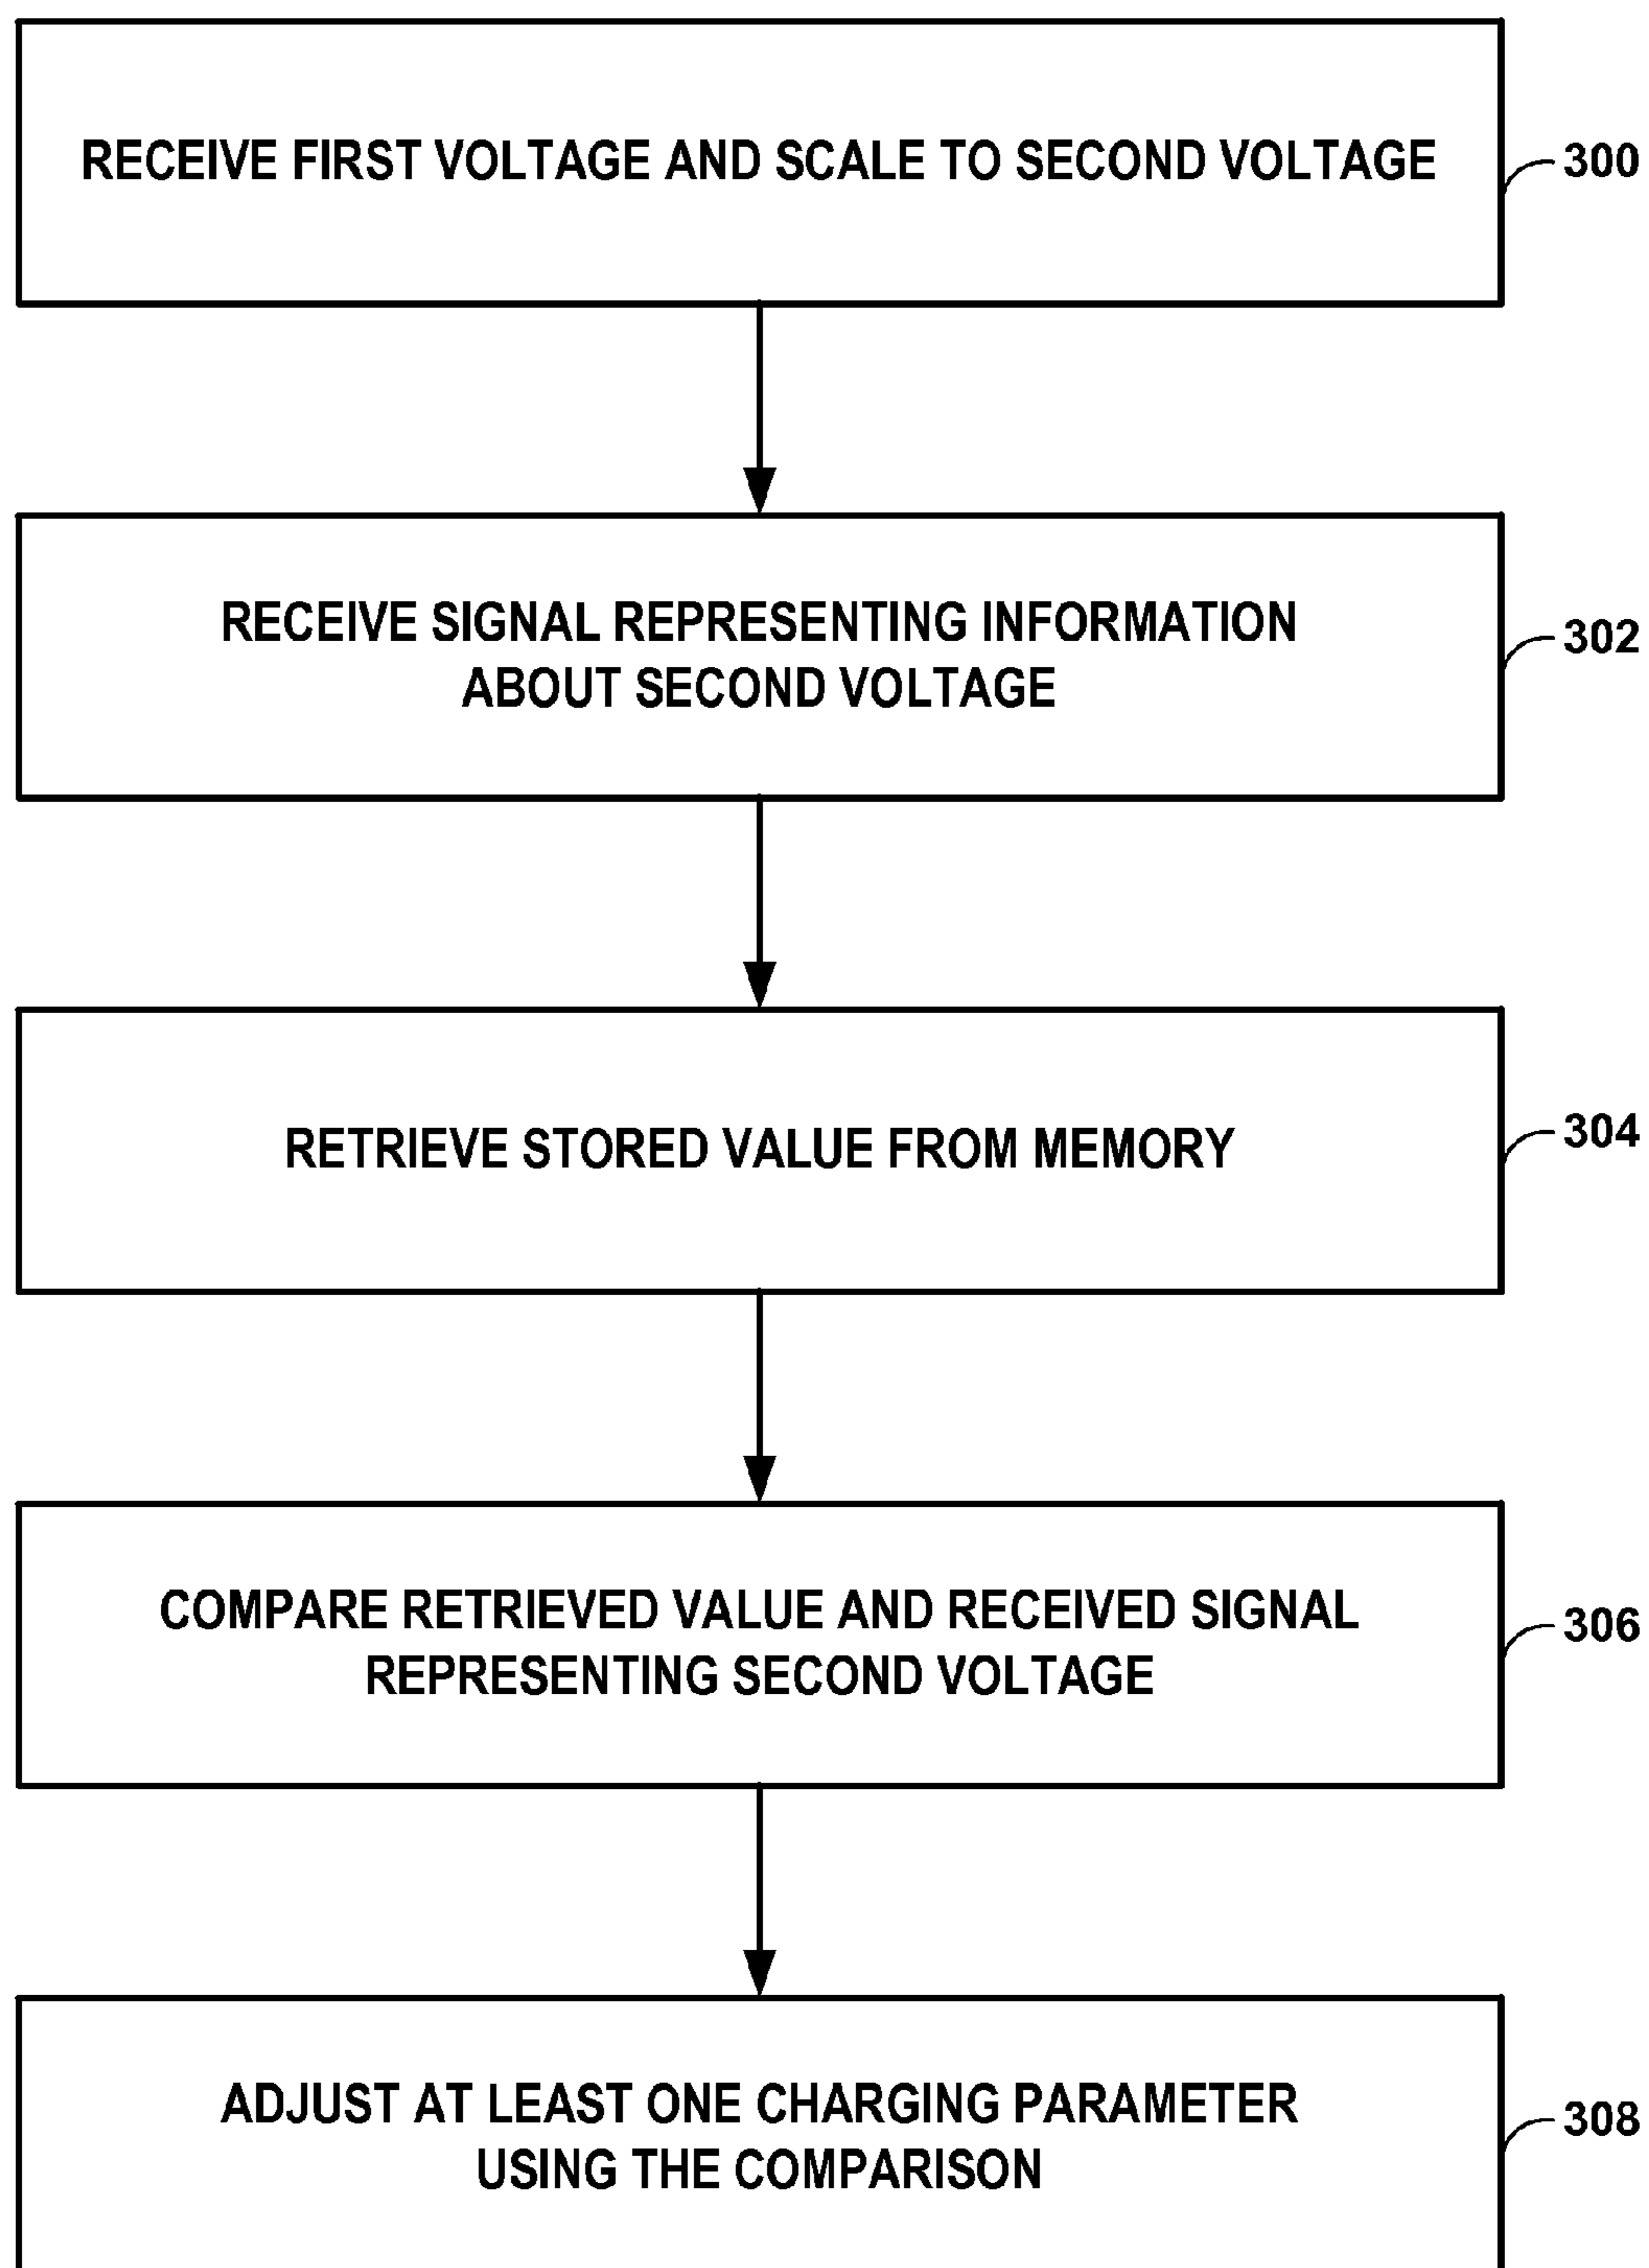 RECEIVE FIRST VOLTAGE AND SCALE TO SECOND VOLTAGE
300
RECEIVE SIGNAL REPRESENTING INFORMATION
ABOUT SECOND VOLTAGE
302
RETRIEVE STORED VALUE FROM MEMORY
304
COMPARE RETRIEVED VALUE AND RECEIVED SIGNAL
REPRESENTING SECOND VOLTAGE
306
ADJUST AT LEAST ONE CHARGING PARAMETER
USING THE COMPARISON
308